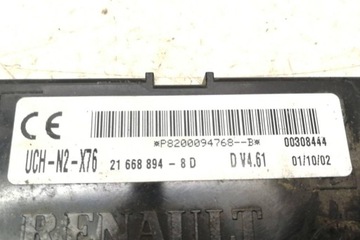 CE
*P8200094768--B*
00308444
UCH-N2-X76
21 668 894 - 8 D
D V4.61
01/10/02
RENAULT